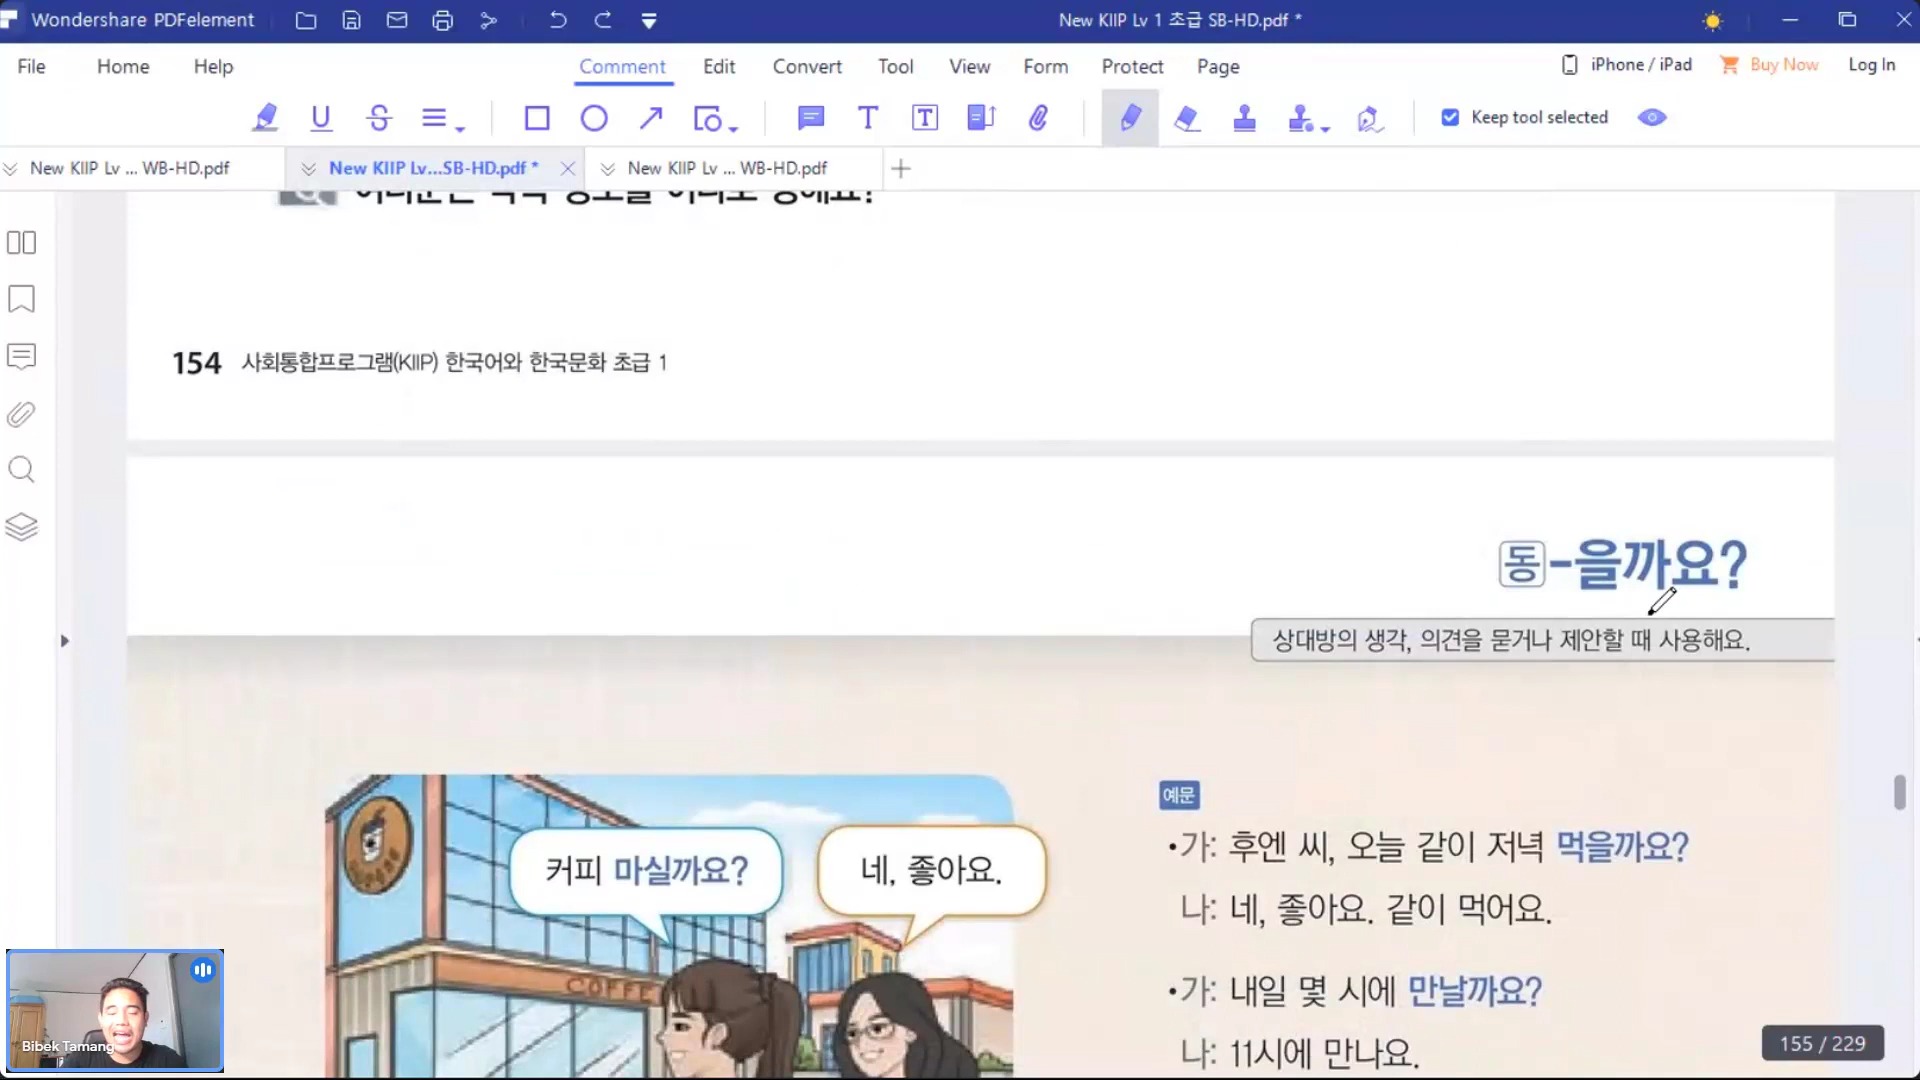 Wondershare PDFelement
New KIIP Lv 1 초급 SB-HD.pdf *
File Home Help Comment Edit Convert Tool View Form Protect Page iPhone / iPad Buy Now Log In
Keep tool selected
New KIIP Lv ... WB-HD.pdf New KIIP Lv...SB-HD.pdf * New KIIP Lv ... WB-HD.pdf
154 사회통합프로그램(KIIP) 한국어와 한국문화 초급 1
동-을까요?
상대방의 생각, 의견을 묻거나 제안할 때 사용해요.
커피 마실까요?
네, 좋아요.
COFFE
예문
•가: 후엔 씨, 오늘 같이 저녁 먹을까요?
나: 네, 좋아요. 같이 먹어요.
•가: 내일 몇 시에 만날까요?
나: 11시에 만나요.
Bibek Tamang
155 / 229